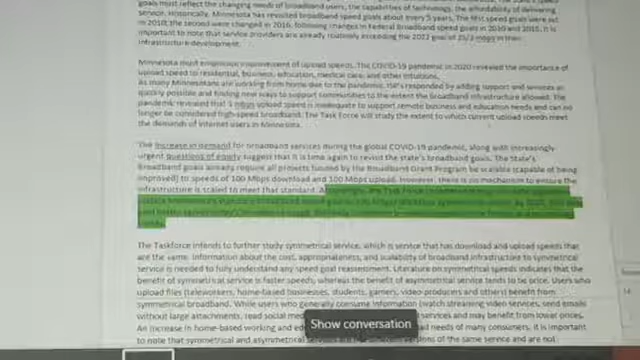 goals must reflect the changing needs of broadband users, the capabilities of technology, the affordability of delivering
service. Historically, Minnesota has revisited broadband speed goals about every 5 years. The first speed goals were set
in 2010; the second were changed in 2016, following changes in Federal Broadband speed goals in 2010 and 2015. It is
important to note that service providers are already routinely exceeding the 2022 goal of 25/3 mbps in their
infrastructure development.
Minnesota must emphasize improvement of upload speeds. The COVID-19 pandemic in 2020 revealed the importance of
upload speed to residential, business, education, medical care, and other intuitions.
As many Minnesotans are working from home due to the pandemic, ISP's responded by adding support and services as
quickly possible and finding new ways to support communities to the extent the broadband infrastructure allowed. The
pandemic revealed that 3 mbps upload speed is inadequate to support remote business and education needs and can no
longer be considered high-speed broadband. The Task Force will study the extent to which current upload speeds meet
the demands of internet users in Minnesota.
The increase in demand for broadband services during the global COVID-19 pandemic, along with increasingly
urgent questions of equity suggest that it is time again to revisit the state's broadband goals. The State's
Broadband goals already require all projects funded by the Broadband Grant Program be scalable (capable of being
improved) to speeds of 100 Mbps download and 100 Mbps upload. However, there is no mechanism to ensure the
infrastructure is scaled to meet that standard.
The Taskforce intends to further study symmetrical service, which is service that has download and upload speeds that
are the same. Information about the cost, appropriateness, and scalability of broadband infrastructure to symmetrical
service is needed to fully understand any speed goal reassessment. Literature on symmetrical speeds indicates that the
benefit of symmetrical service is faster speeds, whereas the benefit of asymmetrical service tends to be price. Users who
upload files (teleworkers, home-based businesses, students, gamers, video producers and others) benefit from
symmetrical broadband. While users who generally consume information (watch streaming video services, send emails
without large attachments, read social med services and may benefit from lower prices.
An increase in home-based working and ed needs of many consumers. It is important
to note that symmetrical and asymmetrical versions of the same service and are not
Show conversation